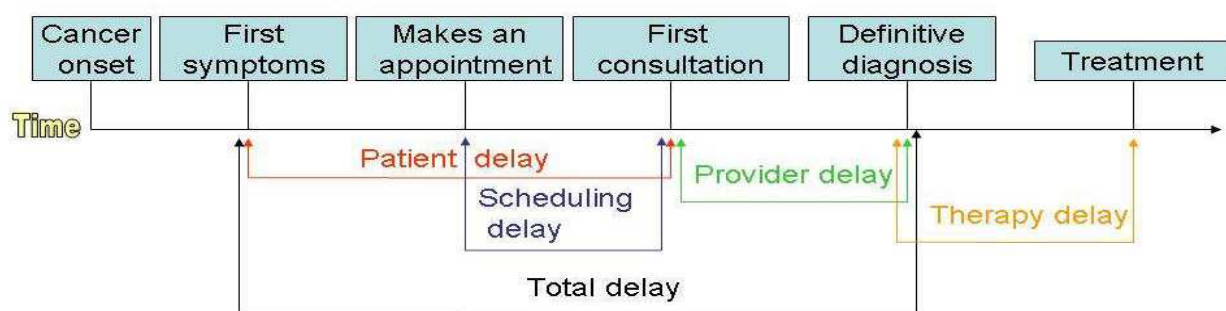 Cancer
onset
First
symptoms
Makes an
appointment
First
consultation
Definitive
diagnosis
Treatment
Time
Patient delay
Scheduling
delay
Provider delay
Therapy delay
Total delay